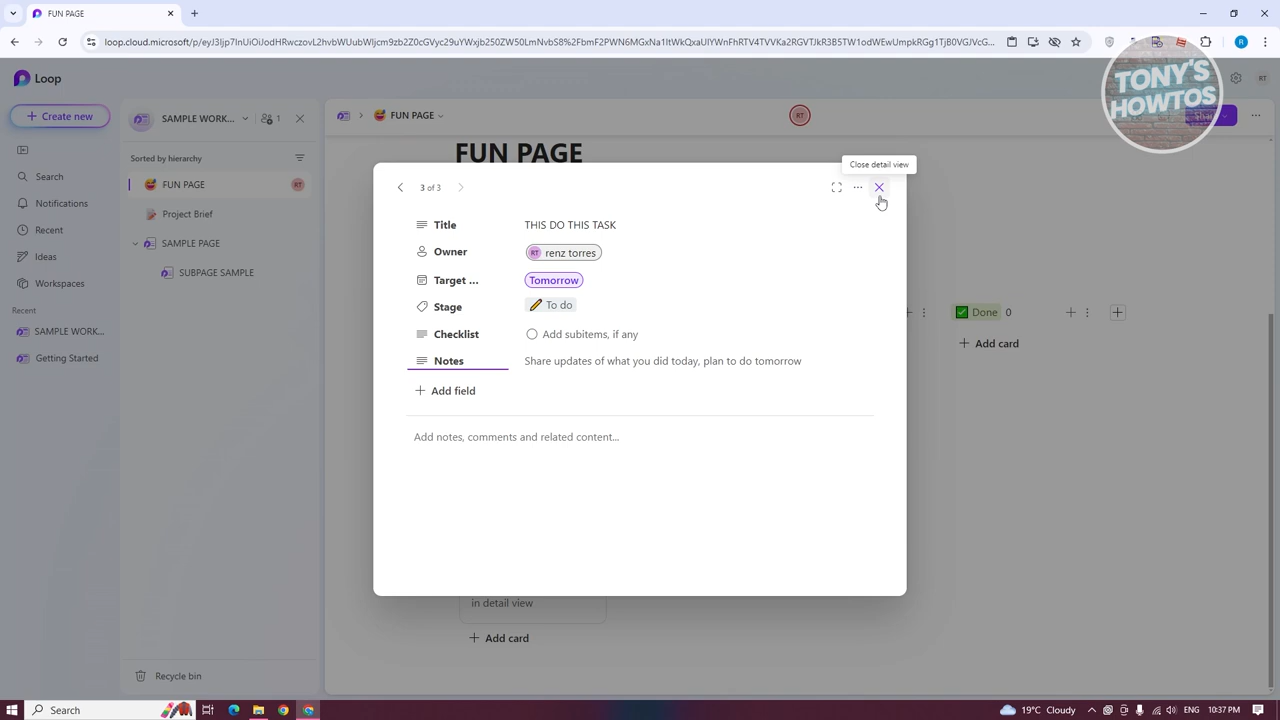 FUN PAGE
loop.cloud.microsoft/p/
Loop
Create new
SAMPLE WORK...
1
FUN PAGE
RT
RT
TONY'S
HOWTOS
Sorted by hierarchy
FUN PAGE
FUN PAGE
RT
Close detail view
Search
Notifications
Recent
Ideas
Workspaces
Recent
SAMPLE WORK...
Getting Started
Project Brief
SAMPLE PAGE
SUBPAGE SAMPLE
Recycle bin
3 of 3
Title THIS DO THIS TASK
Owner RT renz torres
Target ... Tomorrow
Stage To do
Checklist Add subitems, if any
Notes Share updates of what you did today, plan to do tomorrow
Add field
Add notes, comments and related content...
Done 0
Add card
in detail view
Add card
Search
19°C Cloudy
10:37 PM